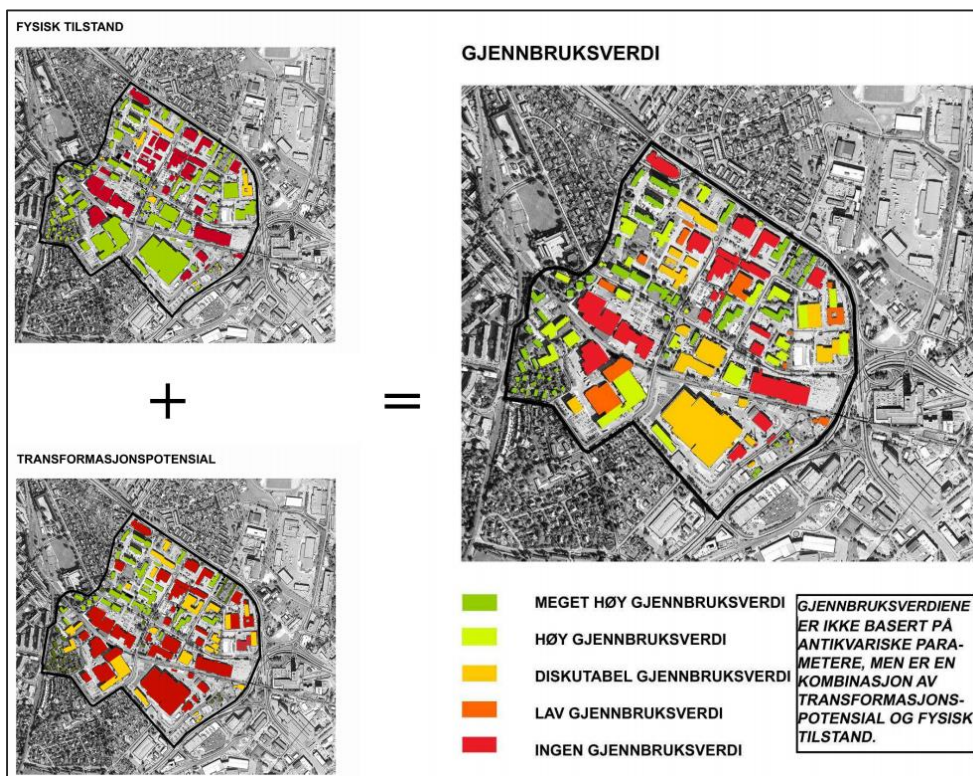 FYSISK TILSTAND
GJENNBRUKSVERDI
+
=
TRANSFORMASJONSPOTENSIAL
MEGET HØY GJENNBRUKSVERDI
HØY GJENNBRUKSVERDI
DISKUTABEL GJENNBRUKSVERDI
LAV GJENNBRUKSVERDI
INGEN GJENNBRUKSVERDI
GJENNBRUKSVERDIENE
ER IKKE BASERT PÅ
ANTIKVARISKE PARA-
METERE, MEN ER EN
KOMBINASJON AV
TRANSFORMASJONS-
POTENSIAL OG FYSISK
TILSTAND.